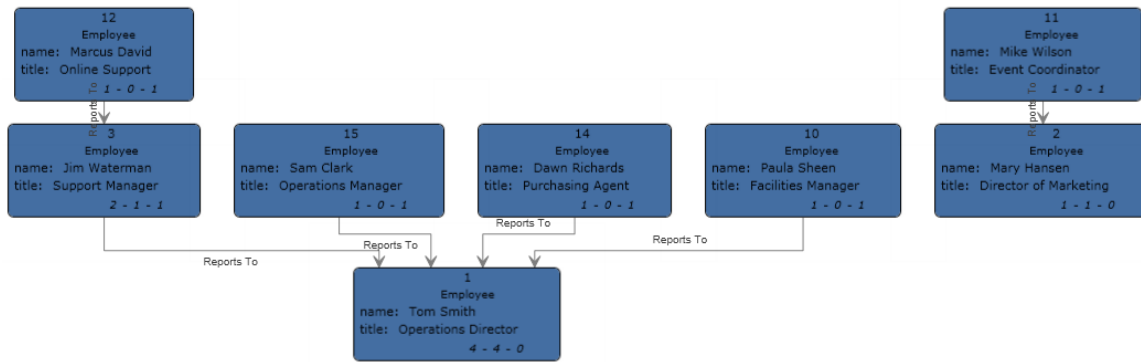 12
Employee
name: Marcus David
title: Online Support
1 - 0 - 1
11
Employee
name: Mike Wilson
title: Event Coordinator
1 - 0 - 1
Reports To
Reports To
3
Employee
name: Jim Waterman
title: Support Manager
2 - 1 - 1
15
Employee
name: Sam Clark
title: Operations Manager
1 - 0 - 1
14
Employee
name: Dawn Richards
title: Purchasing Agent
1 - 0 - 1
10
Employee
name: Paula Sheen
title: Facilities Manager
1 - 0 - 1
2
Employee
name: Mary Hansen
title: Director of Marketing
1 - 1 - 0
Reports To
Reports To
Reports To
Reports To
1
Employee
name: Tom Smith
title: Operations Director
4 - 4 - 0